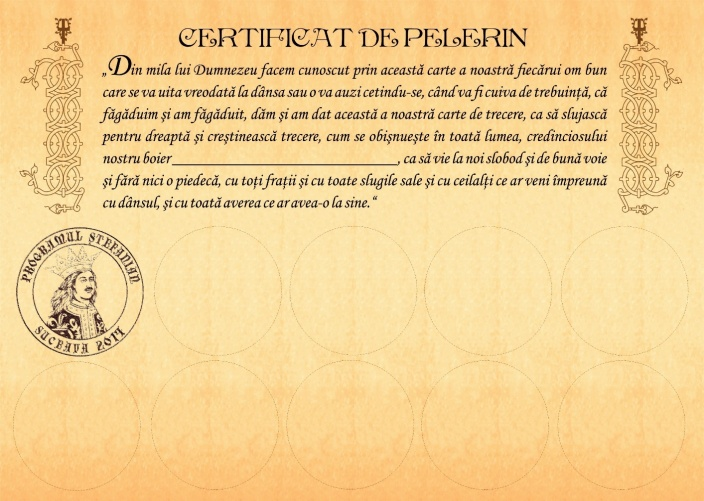 CERTIFICAT DE PELERIN
„Din mila lui Dumnezeu facem cunoscut prin această carte a noastră fiecărui om bun
care se va uita vreodată la dânsa sau o va auzi cetindu-se, când va fi cuiva de trebuință, că
făgăduim și am făgăduit, dăm și am dat această a noastră carte de trecere, ca să slujască
pentru dreaptă și creștinească trecere, cum se obișnuește în toată lumea, credinciosului
nostru boier______________________________, ca să vie la noi slobod și de bună voie
și fără nici o piedecă, cu toți frații și cu toate slugile sale și cu ceilalți ce ar veni împreună
cu dânsul, și cu toată averea ce ar avea-o la sine.“
PROGRAMUL ȘTEFANIAN
SUCEAVA 2017